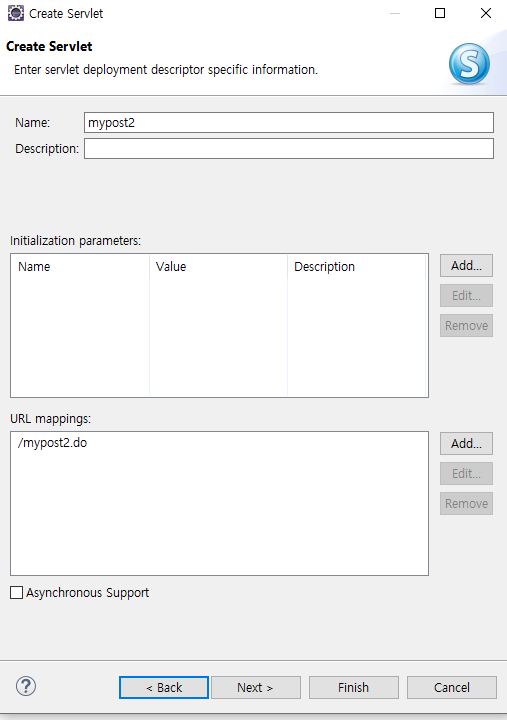 Create Servlet
Create Servlet
Enter servlet deployment descriptor specific information.
S
Name: mypost2
Description:
Initialization parameters:
Name Value Description
Add...
Edit...
Remove
URL mappings:
/mypost2.do
Add...
Edit...
Remove
Asynchronous Support
? < Back Next > Finish Cancel